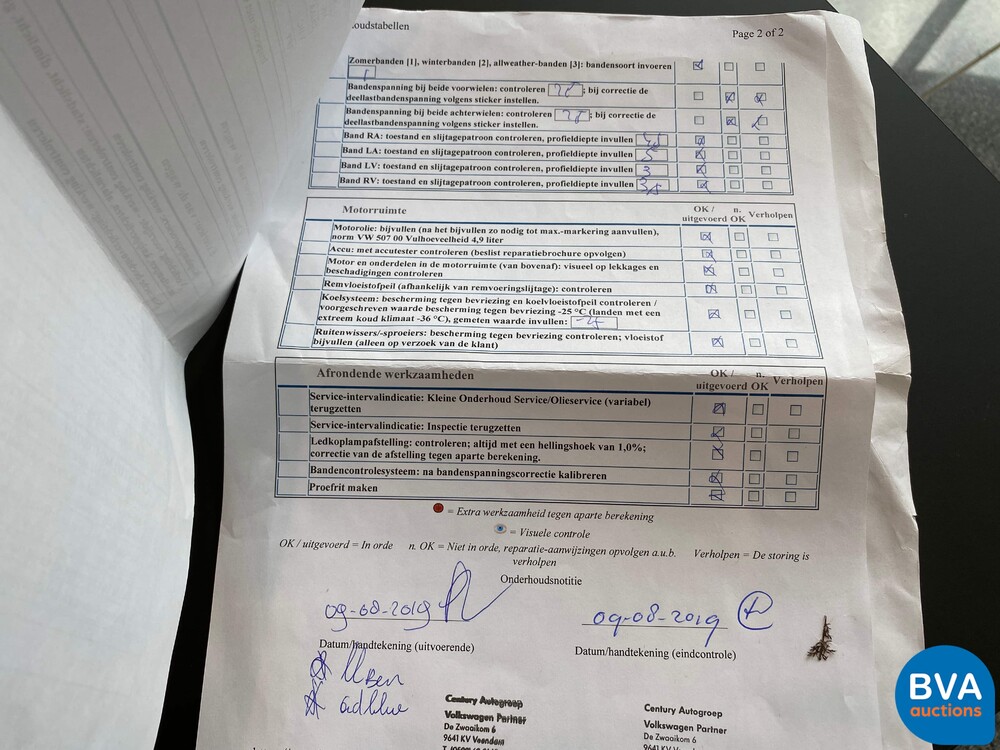 oudstabellen
Page 2 of 2
Zomerbanden [1], winterbanden [2], allweather-banden [3]: bandensoort invoeren
1
Bandenspanning bij beide voorwielen: controleren ; bij correctie de
deellastbandenspanning volgens sticker instellen.
Bandenspanning bij beide achterwielen: controleren ; bij correctie de
deellastbandenspanning volgens sticker instellen.
Band RA: toestand en slijtagepatroon controleren, profieldiepte invullen
Band LA: toestand en slijtagepatroon controleren, profieldiepte invullen 5
Band LV: toestand en slijtagepatroon controleren, profieldiepte invullen 3
Band RV: toestand en slijtagepatroon controleren, profieldiepte invullen
Motorruimte
OK / uitgevoerd
n. OK
Verholpen
Motorolie: bijvullen (na het bijvullen zo nodig tot max.-markering aanvullen),
norm VW 507 00 Vulhoeveelheid 4,9 liter
Accu: met accutester controleren (beslist reparatiebrochure opvolgen)
Motor en onderdelen in de motorruimte (van bovenaf): visueel op lekkages en
beschadigingen controleren
Remvloeistofpeil (afhankelijk van remvoeringslijtage): controleren
Koelsysteem: bescherming tegen bevriezing en koelvloeistofpeil controleren /
voorgeschreven waarde bescherming tegen bevriezing -25 °C (landen met een
extreem koud klimaat -36 °C), gemeten waarde invullen:
Ruitenwissers/-sproeiers: bescherming tegen bevriezing controleren; vloeistof
bijvullen (alleen op verzoek van de klant)
Afrondende werkzaamheden
OK / uitgevoerd
n. OK
Verholpen
Service-intervalindicatie: Kleine Onderhoud Service/Olieservice (variabel)
terugzetten
Service-intervalindicatie: Inspectie terugzetten
Ledkoplampafstelling: controleren; altijd met een hellingshoek van 1,0%;
correctie van de afstelling tegen aparte berekening.
Bandencontrolesysteem: na bandenspanningscorrectie kalibreren
Proefrit maken
= Extra werkzaamheid tegen aparte berekening
= Visuele controle
OK / uitgevoerd = In orde n. OK = Niet in orde, reparatie-aanwijzingen opvolgen a.u.b. Verholpen = De storing is
verholpen
Onderhoudsnotitie
09-08-2019
09-08-2019
Datum/handtekening (uitvoerende)
Datum/handtekening (eindcontrole)
adblue
Century Autogroep
Volkswagen Partner
De Zwaaikom 6
9641 KV Veendam
Century Autogroep
Volkswagen Partner
De Zwaaikom 6
9641 KV Veendam
BVA
auctions